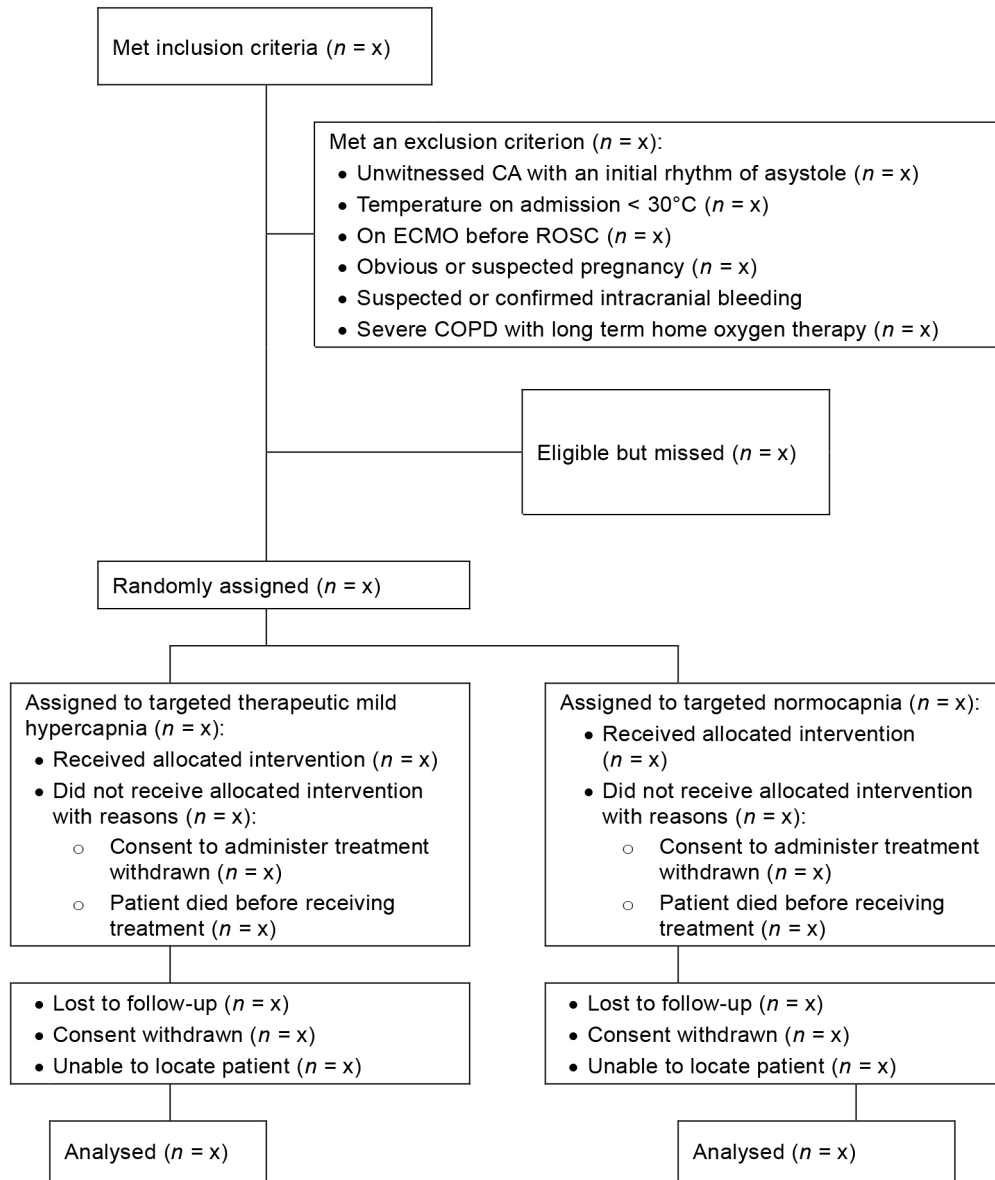 Met inclusion criteria (n = x)
Met an exclusion criterion (n = x):
• Unwitnessed CA with an initial rhythm of asystole (n = x)
• Temperature on admission < 30°C (n = x)
• On ECMO before ROSC (n = x)
• Obvious or suspected pregnancy (n = x)
• Suspected or confirmed intracranial bleeding
• Severe COPD with long term home oxygen therapy (n = x)
Eligible but missed (n = x)
Randomly assigned (n = x)
Assigned to targeted therapeutic mild
hypercapnia (n = x):
• Received allocated intervention (n = x)
• Did not receive allocated intervention
with reasons (n = x):
○ Consent to administer treatment
withdrawn (n = x)
○ Patient died before receiving
treatment (n = x)
Assigned to targeted normocapnia (n = x):
• Received allocated intervention
(n = x)
• Did not receive allocated intervention
with reasons (n = x):
○ Consent to administer treatment
withdrawn (n = x)
○ Patient died before receiving
treatment (n = x)
• Lost to follow-up (n = x)
• Consent withdrawn (n = x)
• Unable to locate patient (n = x)
• Lost to follow-up (n = x)
• Consent withdrawn (n = x)
• Unable to locate patient (n = x)
Analysed (n = x)
Analysed (n = x)